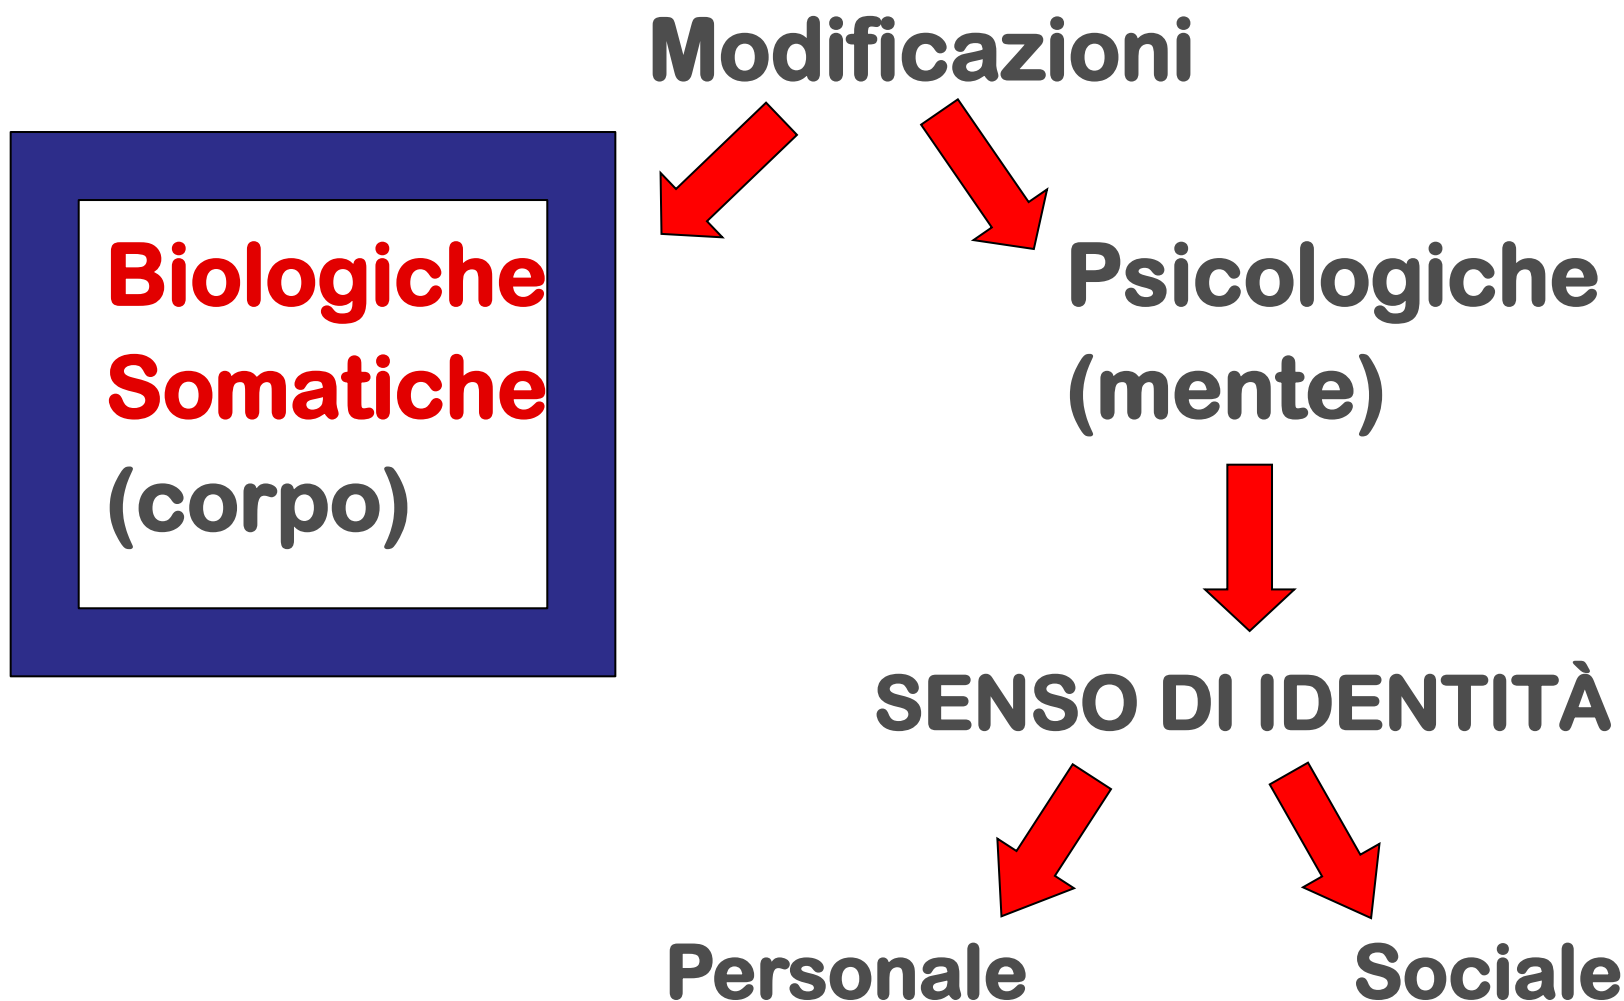 Modificazioni
Biologiche
Somatiche
(corpo)
Psicologiche
(mente)
SENSO DI IDENTITÀ
Personale
Sociale